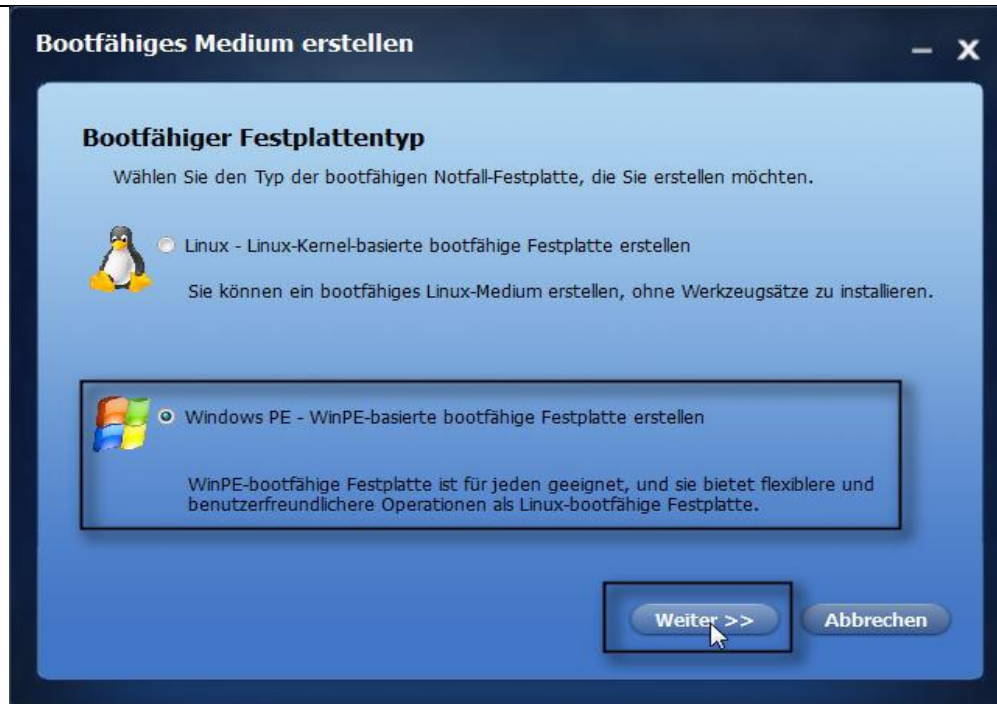 Bootfähiges Medium erstellen
Bootfähiger Festplattentyp
Wählen Sie den Typ der bootfähigen Notfall-Festplatte, die Sie erstellen möchten.
Linux - Linux-Kernel-basierte bootfähige Festplatte erstellen
Sie können ein bootfähiges Linux-Medium erstellen, ohne Werkzeugsätze zu installieren.
Windows PE - WinPE-basierte bootfähige Festplatte erstellen
WinPE-bootfähige Festplatte ist für jeden geeignet, und sie bietet flexiblere und
benutzerfreundlichere Operationen als Linux-bootfähige Festplatte.
Weiter >> Abbrechen